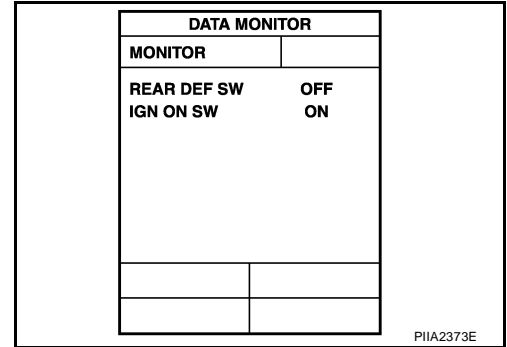 DATA MONITOR
MONITOR
REAR DEF SW OFF
IGN ON SW ON
PIIA2373E